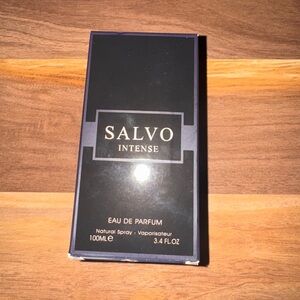 SALVO
INTENSE
EAU DE PARFUM
Natural Spray - Vaporisateur
100ML℮ 3.4 FL.OZ